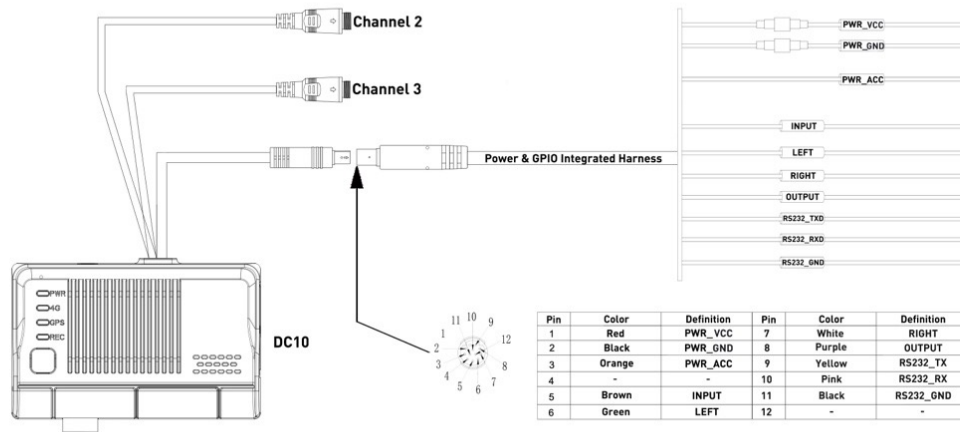 Channel 2
Channel 3
Power & GPIO Integrated Harness
PWR_VCC
PWR_GND
PWR_ACC
INPUT
LEFT
RIGHT
OUTPUT
RS232_TXD
RS232_RXD
RS232_GND
PWR
4G
GPS
REC
DC10
11 10 9
1 12
2
3 8
4 7
5 6
Pin Color Definition Pin Color Definition
1 Red PWR_VCC 7 White RIGHT
2 Black PWR_GND 8 Purple OUTPUT
3 Orange PWR_ACC 9 Yellow RS232_TX
4 - - 10 Pink RS232_RX
5 Brown INPUT 11 Black RS232_GND
6 Green LEFT 12 - -